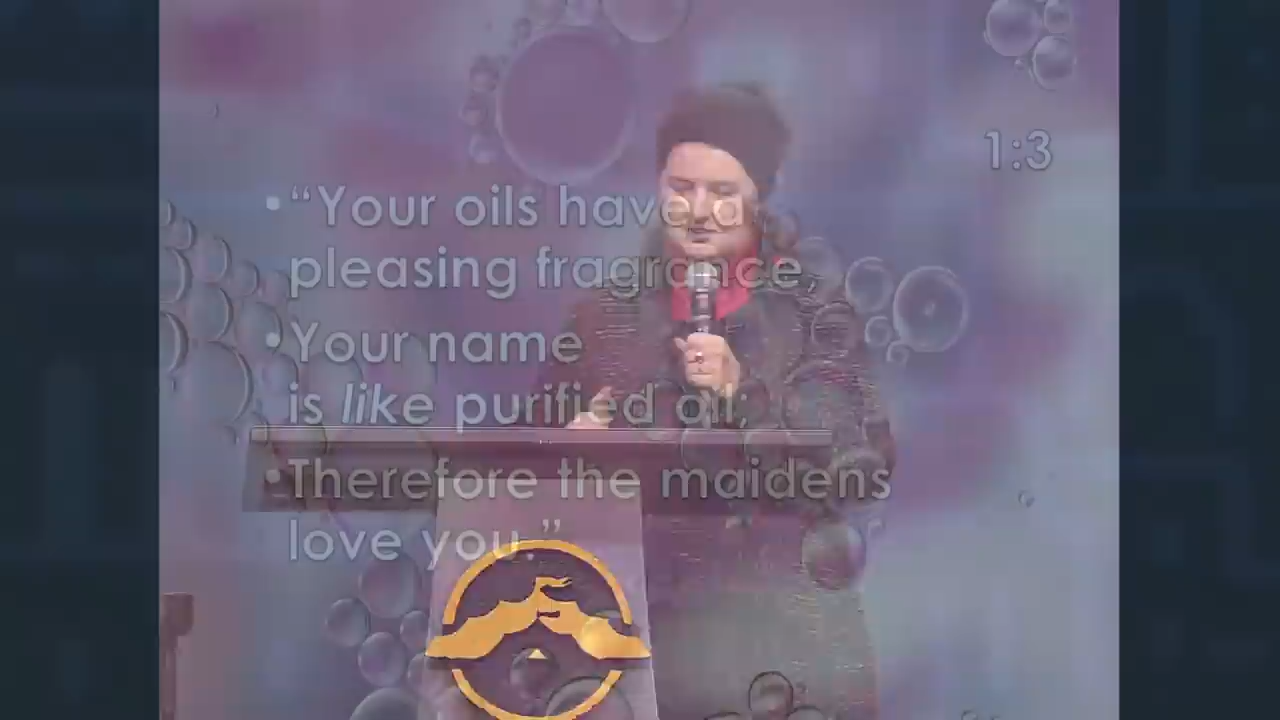 1:3
• “Your oils have a
pleasing fragrance,
• Your name
is like purified oil;
• Therefore the maidens
love you.”